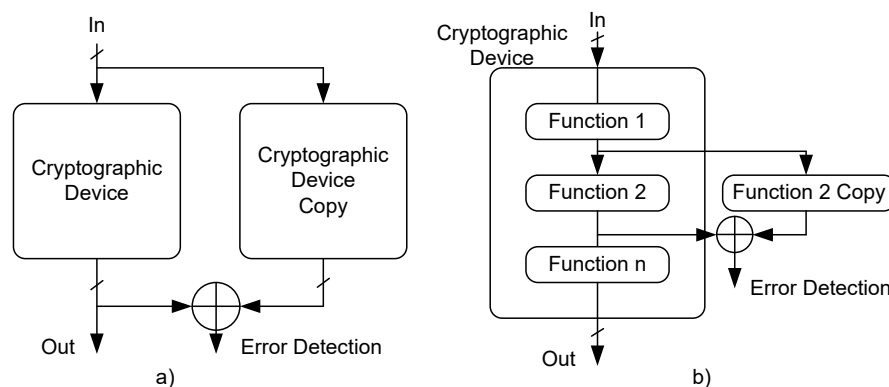 In
Cryptographic
Device
Cryptographic
Device
Copy
Out
Error Detection
a)
In
Cryptographic
Device
Function 1
Function 2
Function 2 Copy
Function n
Error Detection
Out
b)